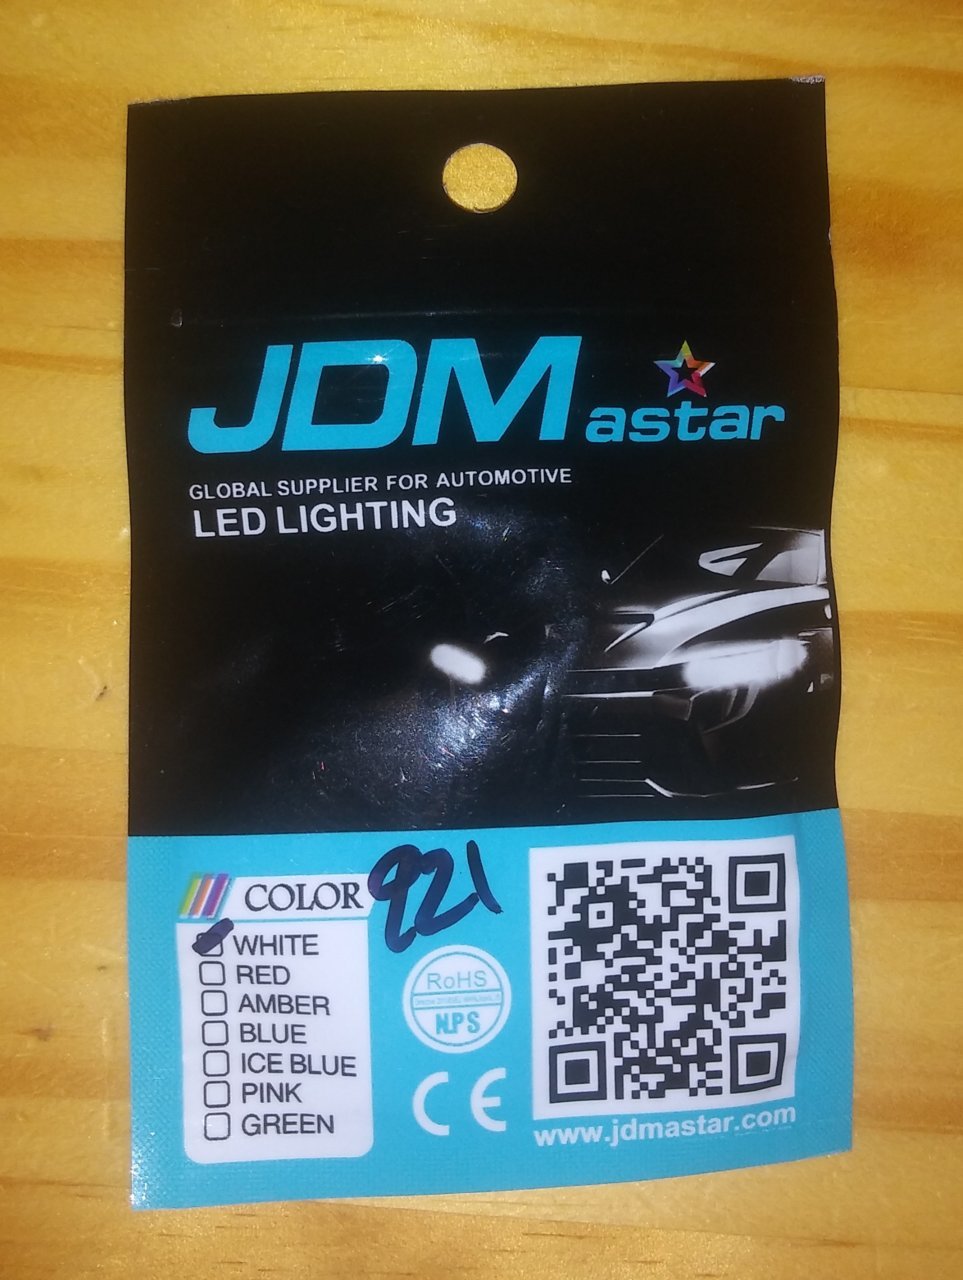 JDM astar
GLOBAL SUPPLIER FOR AUTOMOTIVE
LED LIGHTING
921
COLOR
WHITE
RED
AMBER
BLUE
ICE BLUE
PINK
GREEN
RoHS
N.P.S
CE
www.jdmastar.com